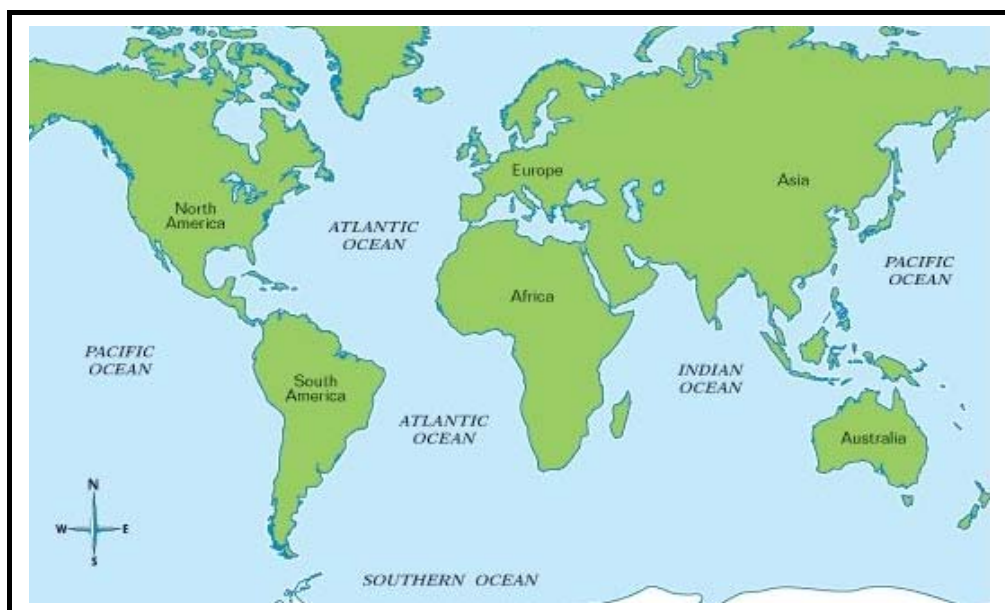 Europe
Asia
North
America
ATLANTIC
OCEAN
PACIFIC
OCEAN
Africa
PACIFIC
OCEAN
INDIAN
OCEAN
South
America
ATLANTIC
OCEAN
Australia
N
W E
S
SOUTHERN OCEAN